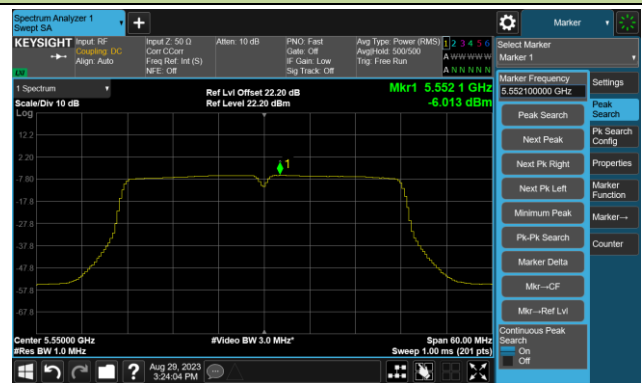 Spectrum Analyzer 1
Swept SA
+
Marker
KEYSIGHT
LV
Input: RF
Coupling: DC
Align: Auto
Input Z: 50 Ω
Corr CCorr
Freq Ref: Int (S)
NFE: Off
Atten: 10 dB
PNO: Fast
Gate: Off
IF Gain: Low
Sig Track: Off
Avg Type: Power (RMS)
Avg|Hold: 500/500
Trig: Free Run
1 2 3 4 5 6
A W W W W W
A N N N N N
Select Marker
Marker 1
1 Spectrum
Scale/Div 10 dB
Log
Ref Lvl Offset 22.20 dB
Ref Level 22.20 dBm
Mkr1 5.552 1 GHz
-6.013 dBm
12.2
2.20
-7.80
-17.8
-27.8
-37.8
-47.8
-57.8
-67.8
1
Center 5.55000 GHz
#Res BW 1.0 MHz
#Video BW 3.0 MHz*
Span 60.00 MHz
Sweep 1.00 ms (201 pts)
Marker Frequency
5.552100000 GHz
Peak Search
Next Peak
Next Pk Right
Next Pk Left
Minimum Peak
Pk-Pk Search
Marker Delta
Mkr→CF
Mkr→Ref Lvl
Continuous Peak
Search
On
Off
Settings
Peak
Search
Pk Search
Config
Properties
Marker
Function
Marker→
Counter
?
Aug 29, 2023
3:24:04 PM